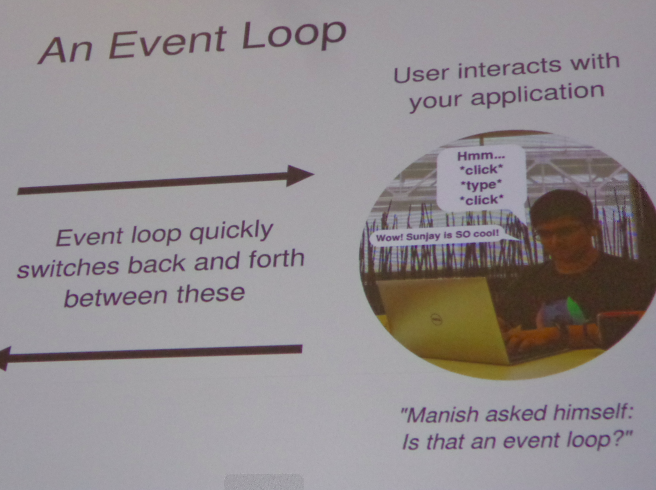 An Event Loop
User interacts with
your application
Hmm...
*click*
*type*
*click*
Wow! Sunjay is SO cool!
Event loop quickly
switches back and forth
between these
"Manish asked himself:
Is that an event loop?"